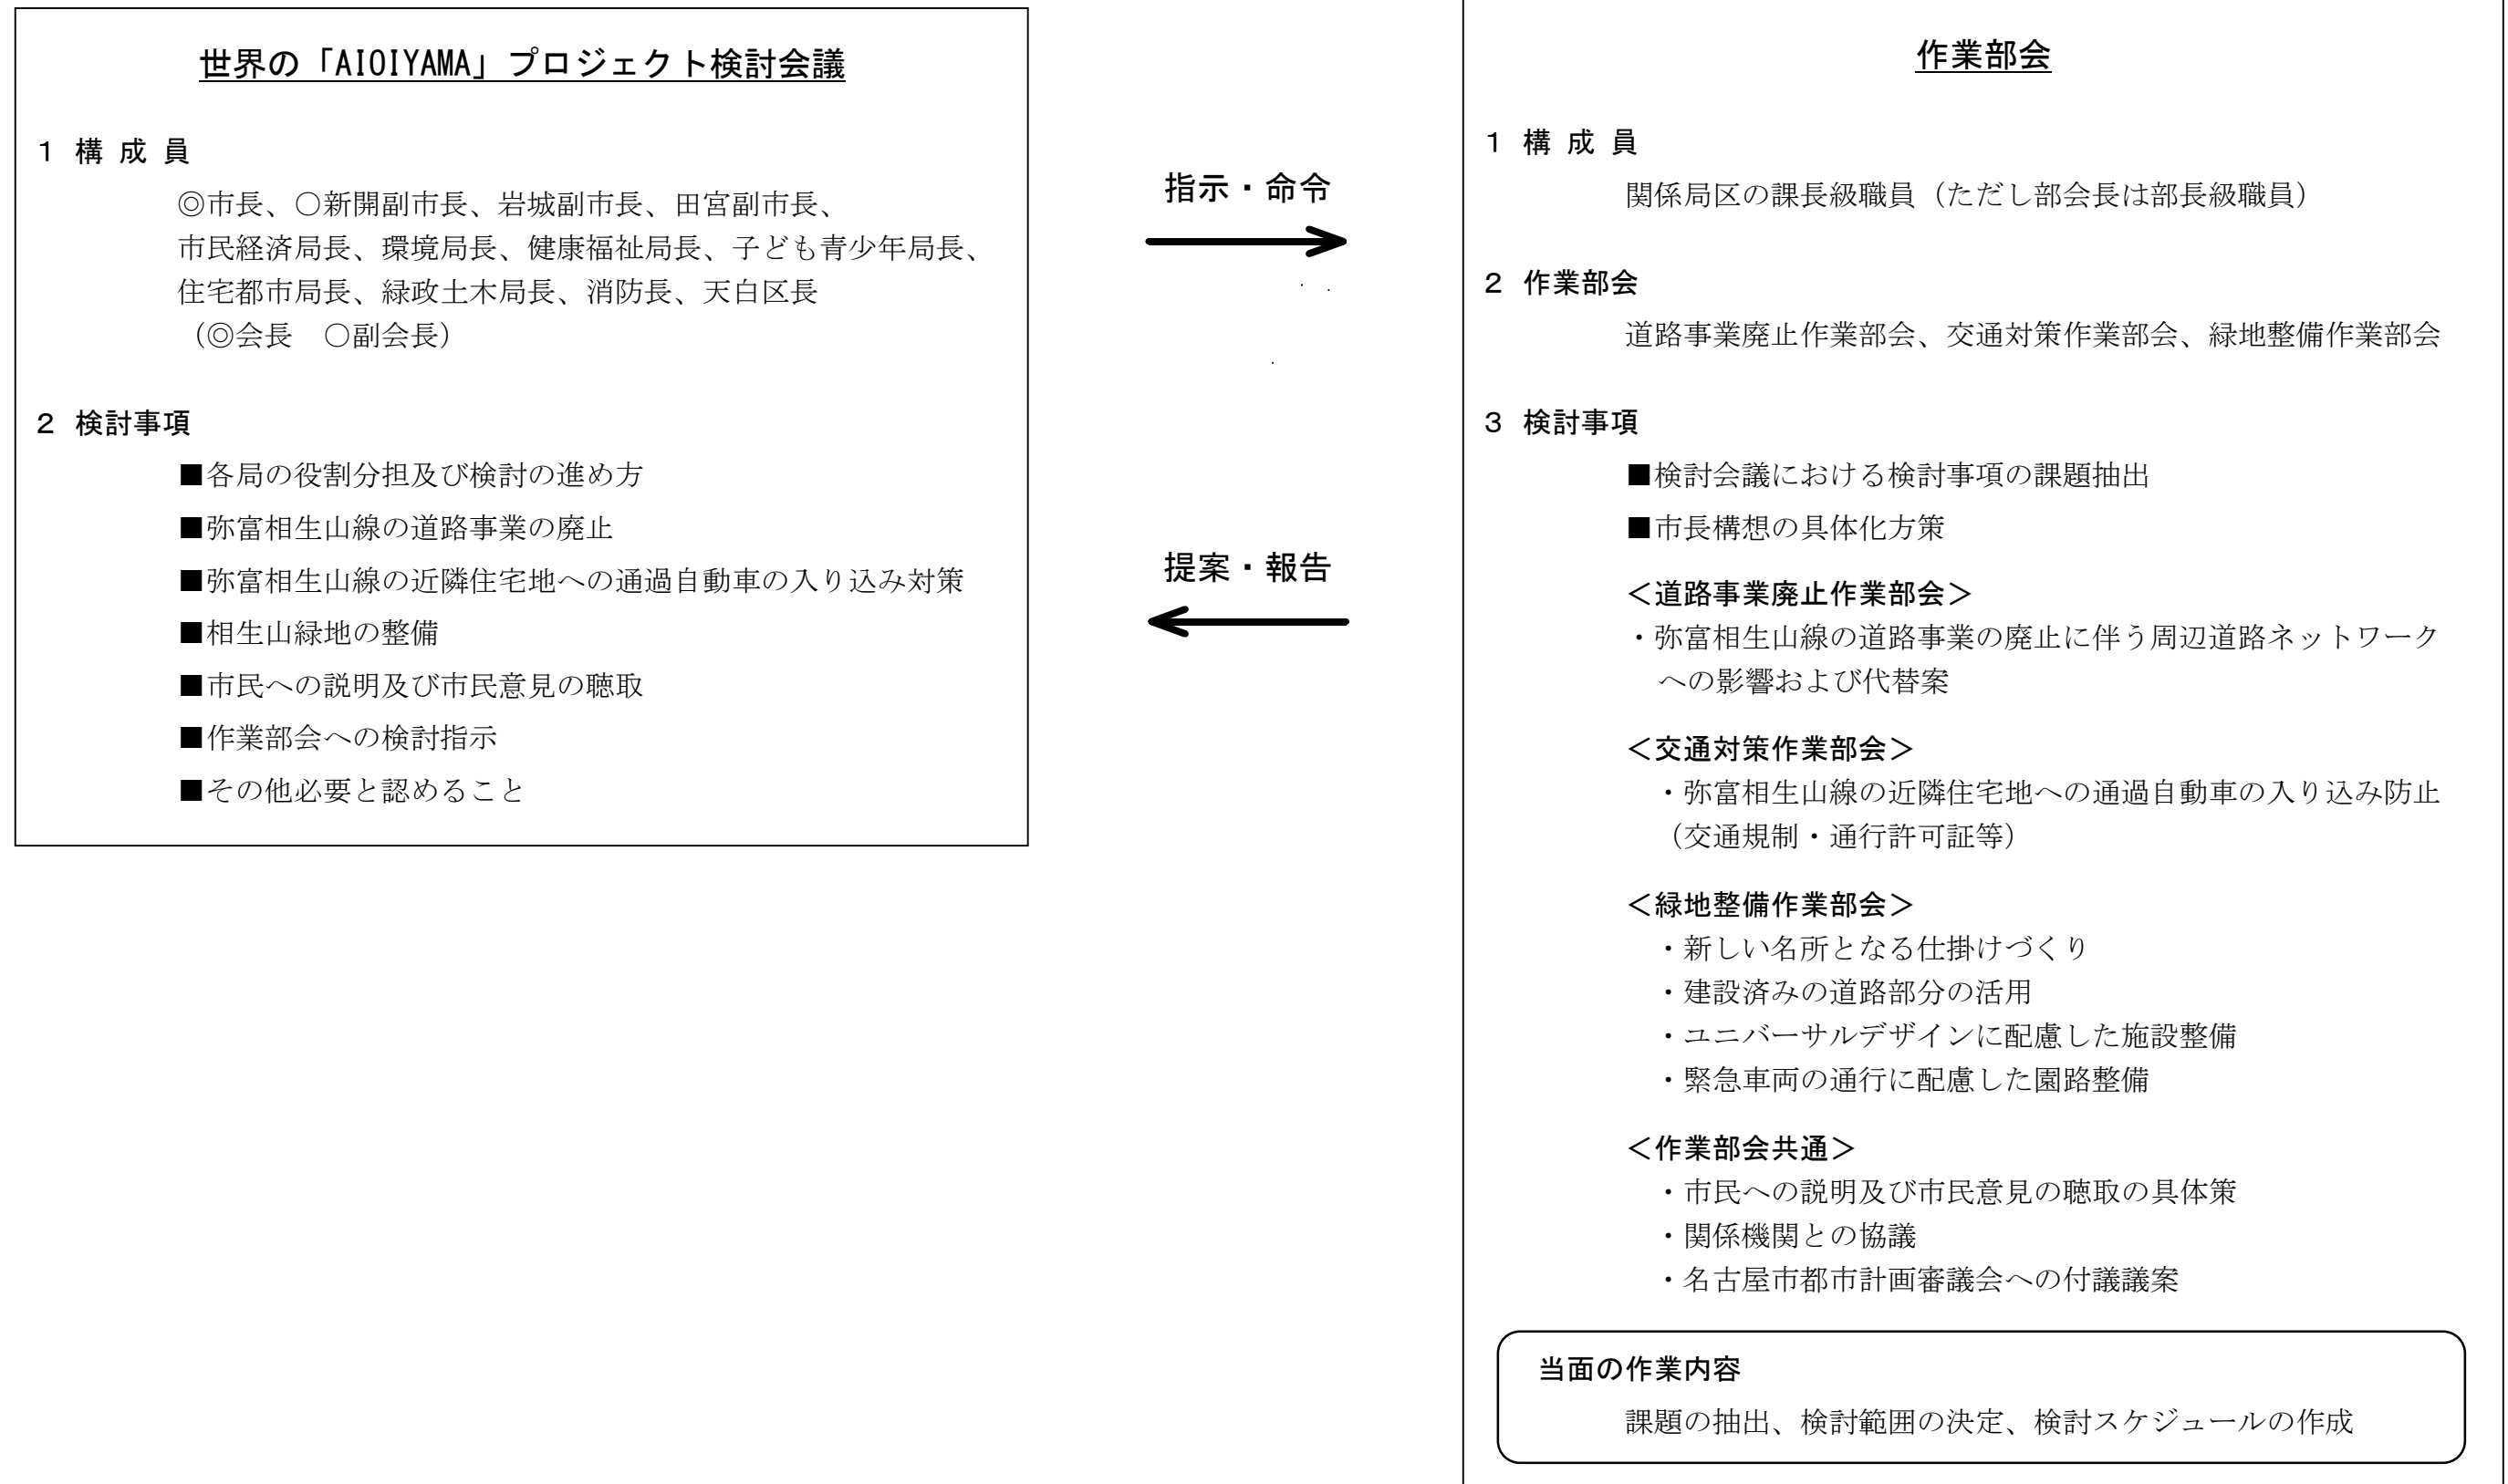 世界の「AIOIYAMA」プロジェクト検討会議
１ 構 成 員
◎市長、○新開副市長、岩城副市長、田宮副市長、
市民経済局長、環境局長、健康福祉局長、子ども青少年局長、
住宅都市局長、緑政土木局長、消防長、天白区長
（◎会長　○副会長）
２ 検討事項
■各局の役割分担及び検討の進め方
■弥富相生山線の道路事業の廃止
■弥富相生山線の近隣住宅地への通過自動車の入り込み対策
■相生山緑地の整備
■市民への説明及び市民意見の聴取
■作業部会への検討指示
■その他必要と認めること
指示・命令
提案・報告
作業部会
１ 構 成 員
関係局区の課長級職員（ただし部会長は部長級職員）
２ 作業部会
道路事業廃止作業部会、交通対策作業部会、緑地整備作業部会
３ 検討事項
■検討会議における検討事項の課題抽出
■市長構想の具体化方策
＜道路事業廃止作業部会＞
・弥富相生山線の道路事業の廃止に伴う周辺道路ネットワーク
への影響および代替案
＜交通対策作業部会＞
・弥富相生山線の近隣住宅地への通過自動車の入り込み防止
（交通規制・通行許可証等）
＜緑地整備作業部会＞
・新しい名所となる仕掛けづくり
・建設済みの道路部分の活用
・ユニバーサルデザインに配慮した施設整備
・緊急車両の通行に配慮した園路整備
＜作業部会共通＞
・市民への説明及び市民意見の聴取の具体策
・関係機関との協議
・名古屋市都市計画審議会への付議議案
当面の作業内容
課題の抽出、検討範囲の決定、検討スケジュールの作成